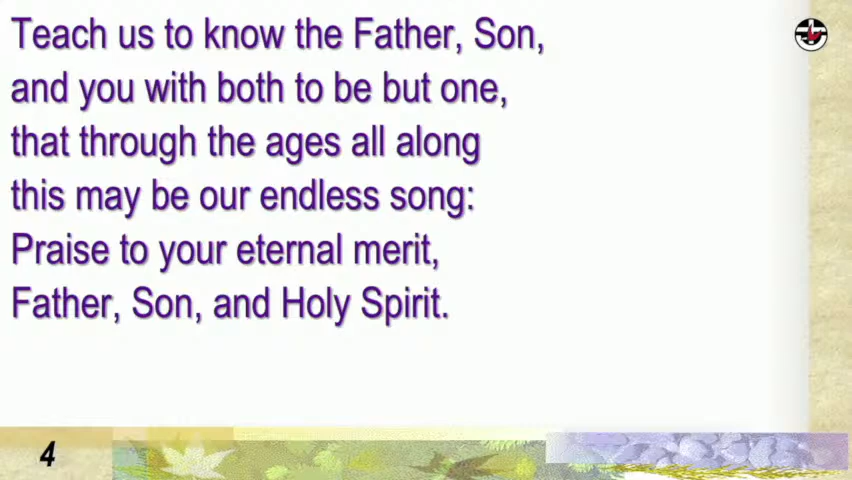 Teach us to know the Father, Son,
and you with both to be but one,
that through the ages all along
this may be our endless song:
Praise to your eternal merit,
Father, Son, and Holy Spirit.
4